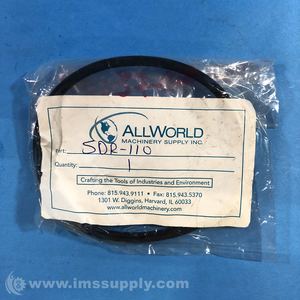 ALLWORLD
MACHINERY SUPPLY INC.
Part: SDR-110
Quantity: 1
Crafting the Tools of Industries and Environment
Phone: 815.943.9111 • Fax: 815.943.5370
1301 W. Diggins, Harvard, IL 60033
www.allworldmachinery.com
www.imssupply.com